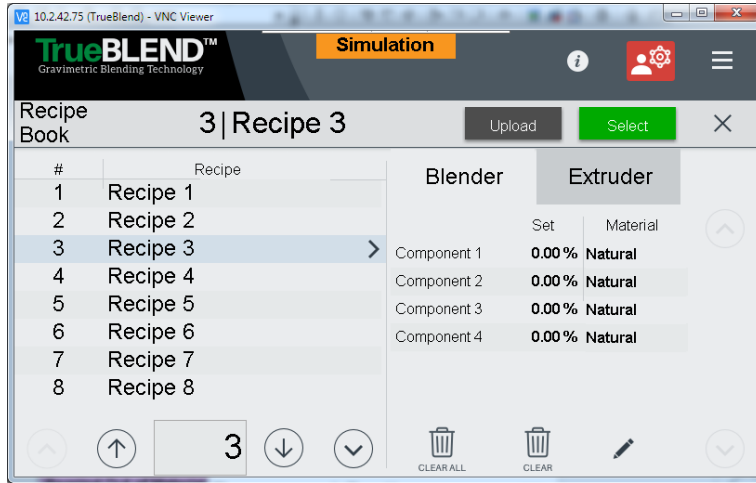 10.2.42.75 (TrueBlend) - VNC Viewer
TrueBLEND™
Gravimetric Blending Technology
Simulation
Recipe Book
3|Recipe 3
Upload
Select
# Recipe
1 Recipe 1
2 Recipe 2
3 Recipe 3
4 Recipe 4
5 Recipe 5
6 Recipe 6
7 Recipe 7
8 Recipe 8
3
Blender
Extruder
Set Material
Component 1 0.00 % Natural
Component 2 0.00 % Natural
Component 3 0.00 % Natural
Component 4 0.00 % Natural
CLEAR ALL
CLEAR